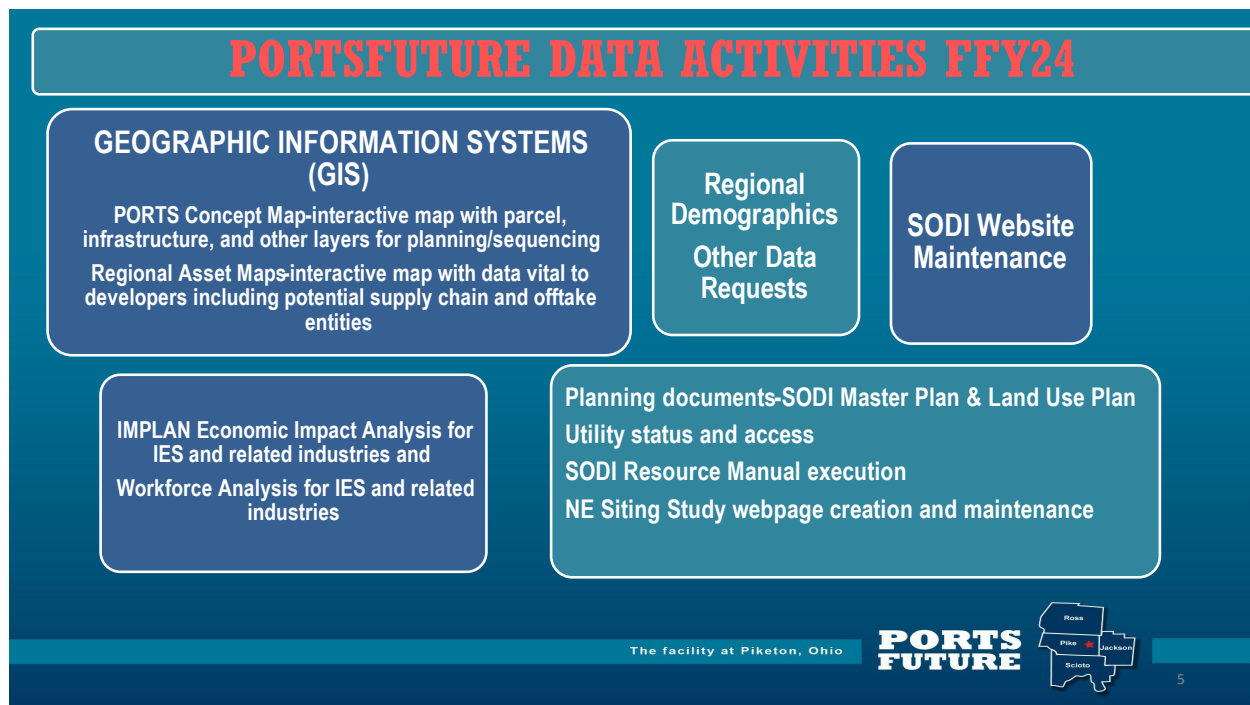 PORTSFUTURE DATA ACTIVITIES FFY24
GEOGRAPHIC INFORMATION SYSTEMS
(GIS)
PORTS Concept Map-interactive map with parcel,
infrastructure, and other layers for planning/sequencing
Regional Asset Maps-interactive map with data vital to
developers including potential supply chain and offtake
entities
Regional
Demographics
Other Data
Requests
SODI Website
Maintenance
IMPLAN Economic Impact Analysis for
IES and related industries and
Workforce Analysis for IES and related
industries
Planning documents-SODI Master Plan & Land Use Plan
Utility status and access
SODI Resource Manual execution
NE Siting Study webpage creation and maintenance
The facility at Piketon, Ohio
PORTS
FUTURE
Ross
Pike
Jackson
Scioto
5